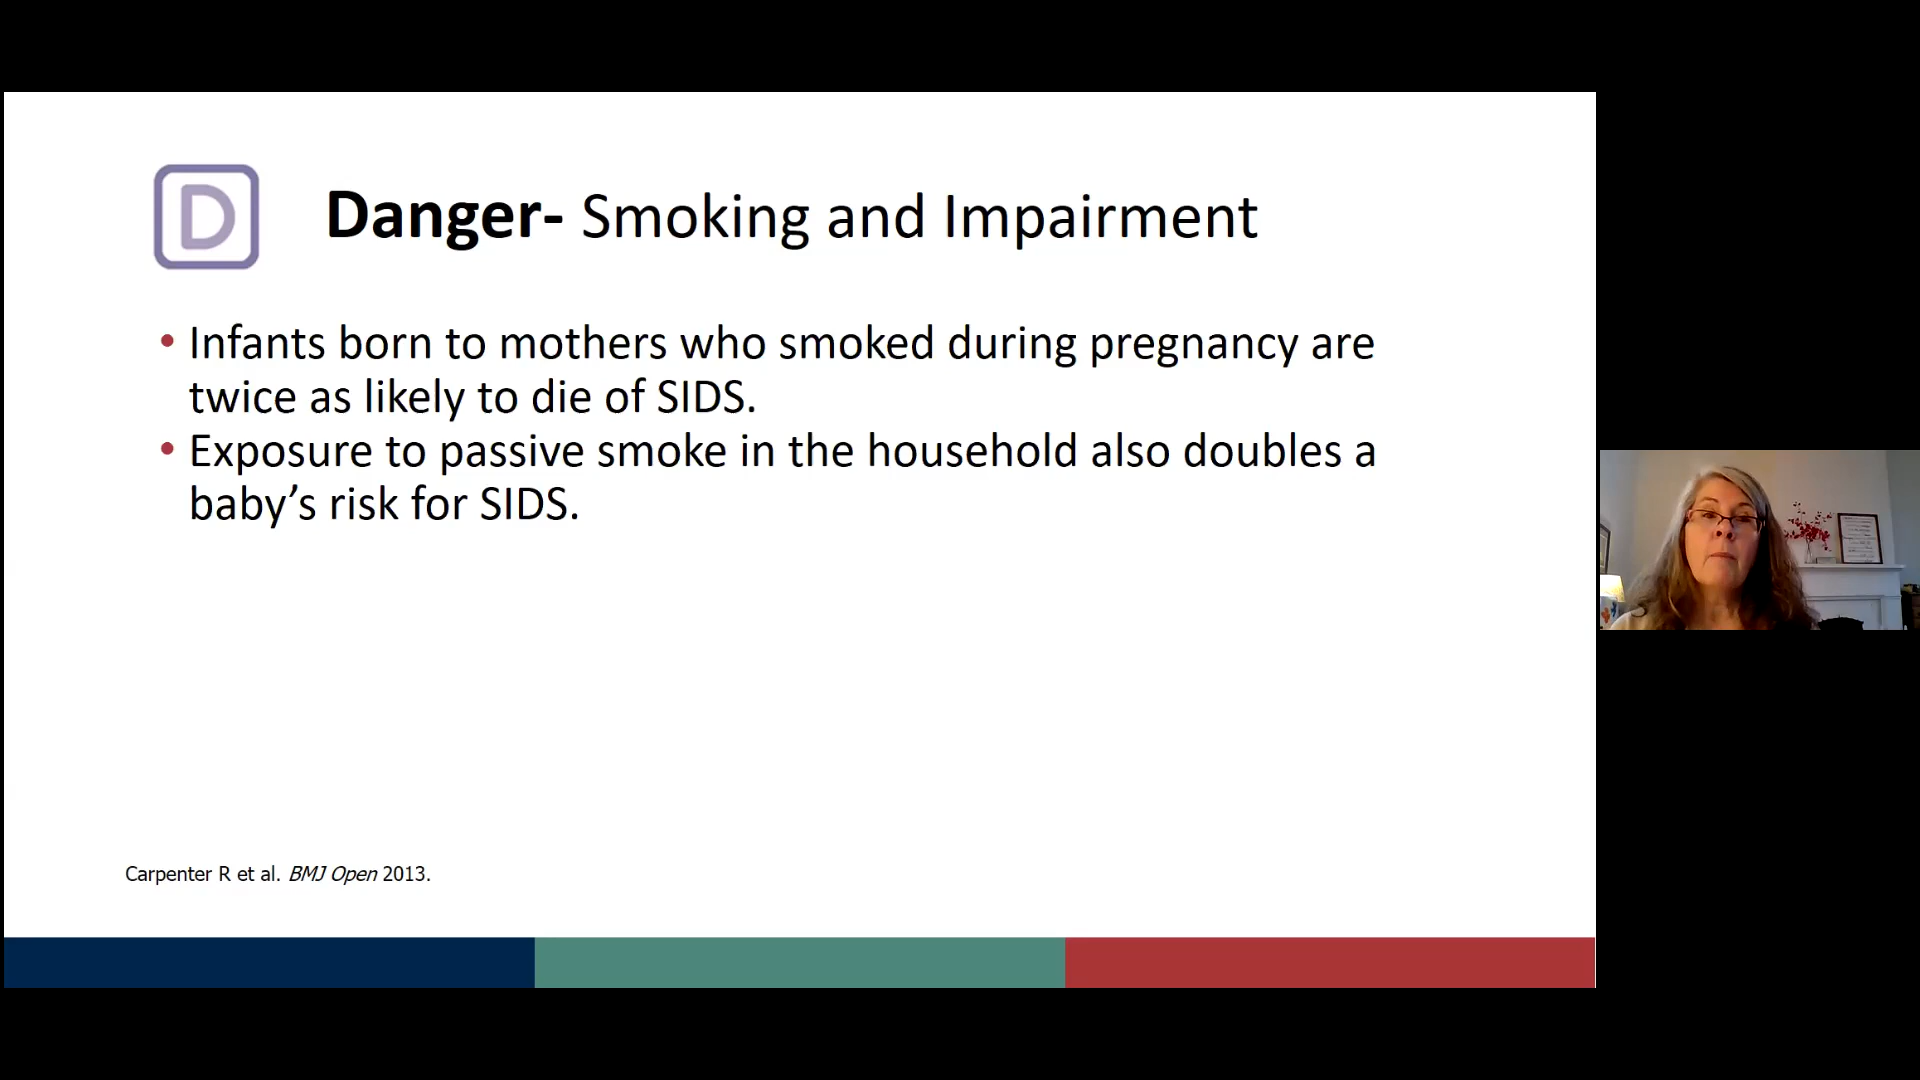 D
Danger- Smoking and Impairment
• Infants born to mothers who smoked during pregnancy are
twice as likely to die of SIDS.
• Exposure to passive smoke in the household also doubles a
baby’s risk for SIDS.
Carpenter R et al. BMJ Open 2013.